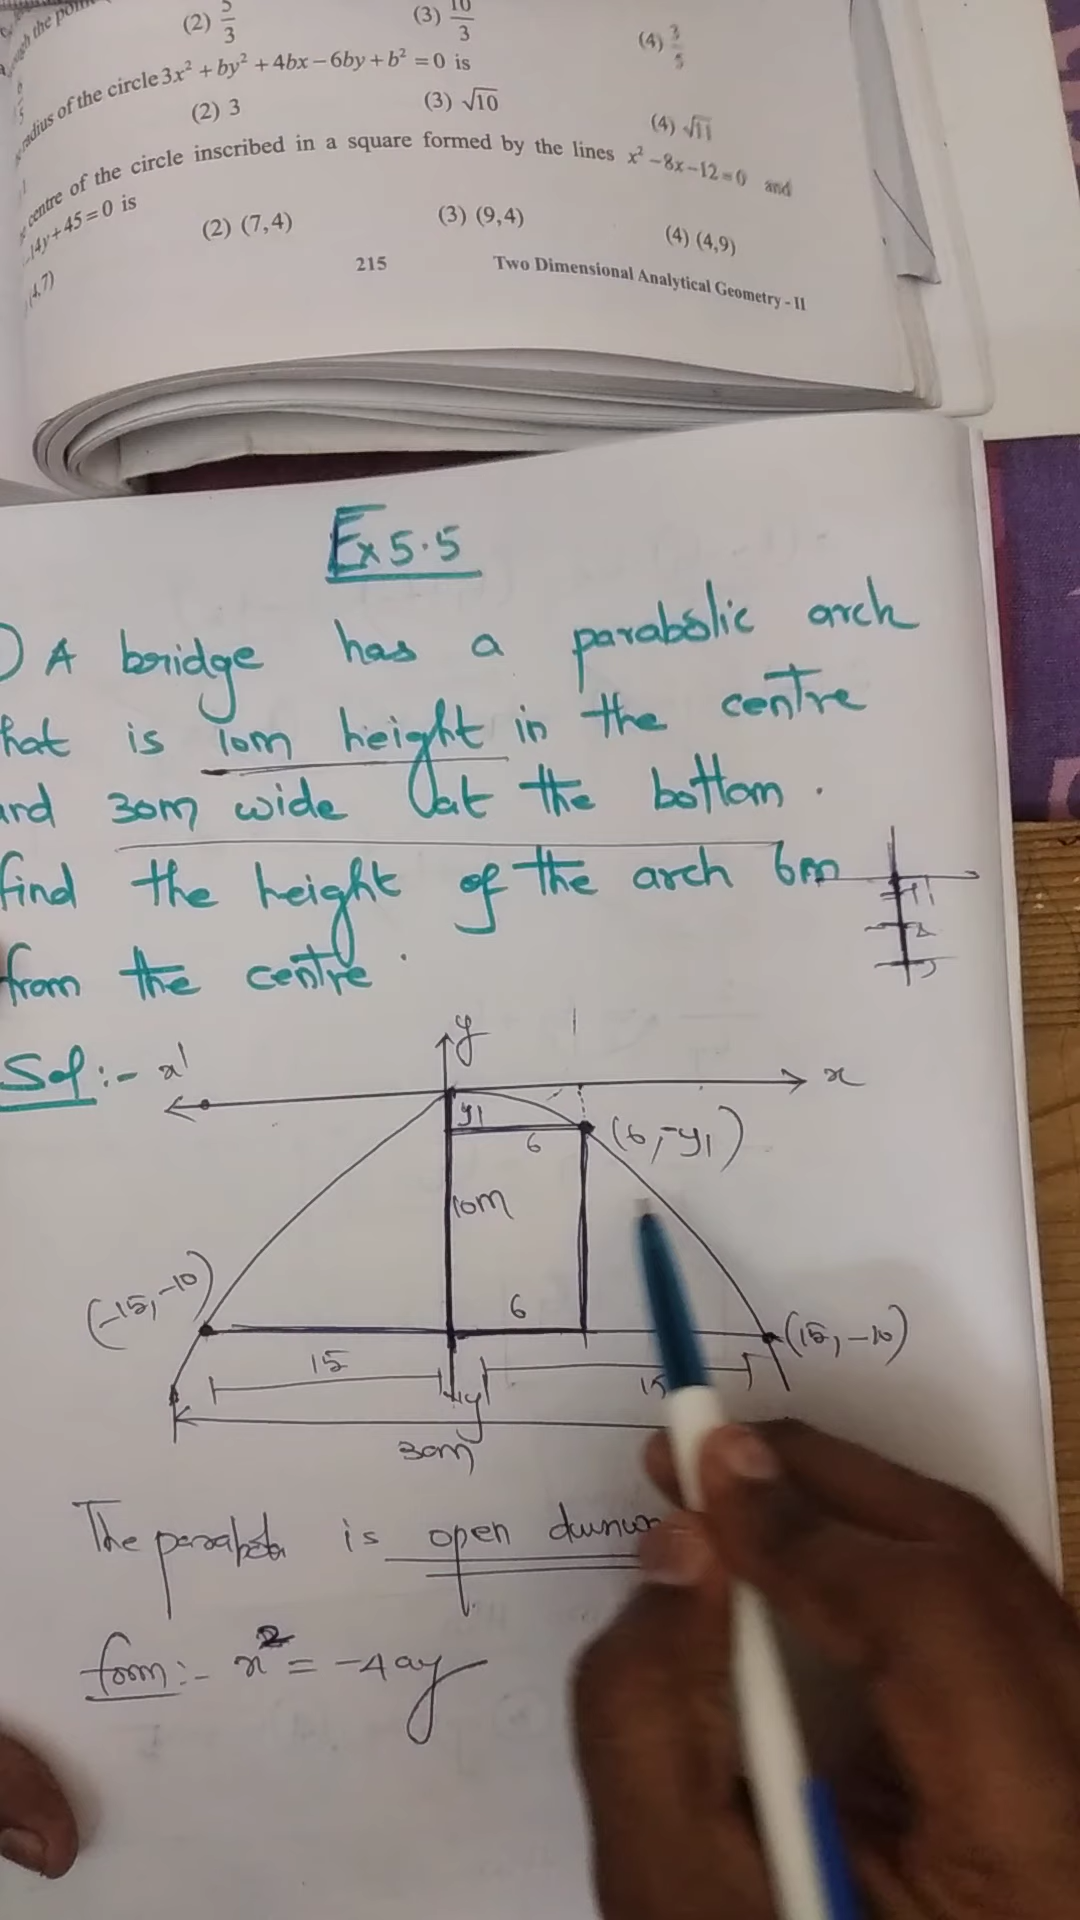 (2) 5/3 (3) 10/3 (4) 3/5
radius of the circle 3x² + by² + 4bx − 6by + b² = 0 is
(2) 3 (3) √10 (4) √11
centre of the circle inscribed in a square formed by the lines x² − 8x − 12 = 0 and
−14y + 45 = 0 is
(4,7) (2) (7,4) (3) (9,4) (4) (4,9)
215 Two Dimensional Analytical Geometry - II
Ex 5.5
A bridge has a parabolic arch
hat is 10m height in the centre
and 30m wide at the bottom.
find the height of the arch 6m
from the centre.
Sol :- x' y x
y1 6 (6, -y1)
10m
(-15, -10) 6 (15, -10)
15 15
30m
The parabola is open
form :- x² = -4ay